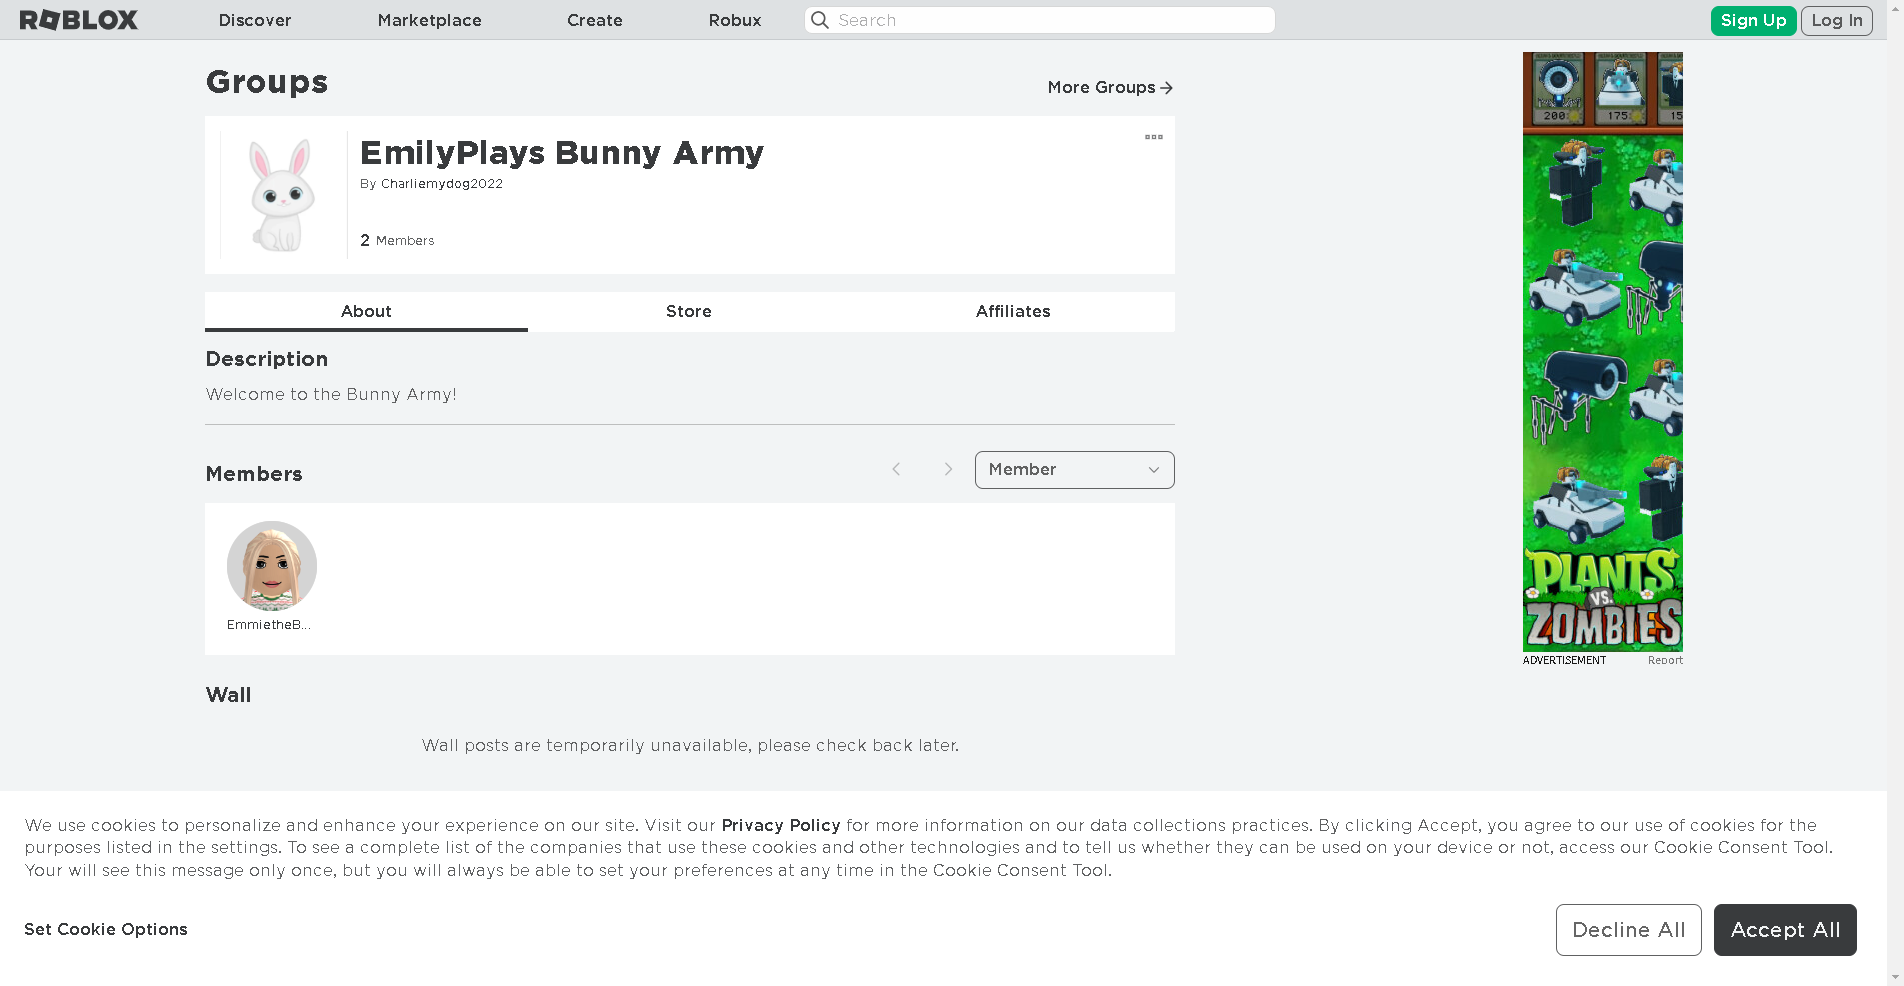 ROBLOX
Discover
Marketplace
Create
Robux
Search
Sign Up
Log In
Groups
More Groups
EmilyPlays Bunny Army
By Charliemydog2022
2 Members
About
Store
Affiliates
Description
Welcome to the Bunny Army!
Members
Member
EmmietheB...
Wall
Wall posts are temporarily unavailable, please check back later.
200
175
15
PLANTS
VS.
ZOMBIES
ADVERTISEMENT
Report
We use cookies to personalize and enhance your experience on our site. Visit our Privacy Policy for more information on our data collections practices. By clicking Accept, you agree to our use of cookies for the
purposes listed in the settings. To see a complete list of the companies that use these cookies and other technologies and to tell us whether they can be used on your device or not, access our Cookie Consent Tool.
Your will see this message only once, but you will always be able to set your preferences at any time in the Cookie Consent Tool.
Set Cookie Options
Decline All
Accept All